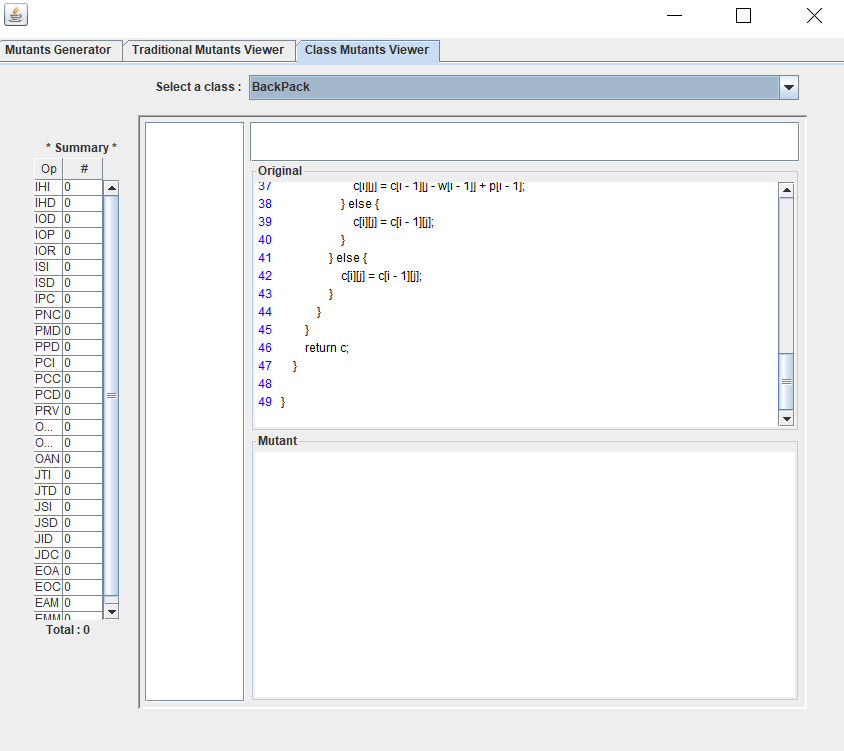 Mutants Generator Traditional Mutants Viewer Class Mutants Viewer
Select a class : BackPack
* Summary *
Op #
IHI 0
IHD 0
IOD 0
IOP 0
IOR 0
ISI 0
ISD 0
IPC 0
PNC 0
PMD 0
PPD 0
PCI 0
PCC 0
PCD 0
PRV 0
O... 0
O... 0
OAN 0
JTI 0
JTD 0
JSI 0
JSD 0
JID 0
JDC 0
EOA 0
EOC 0
EAM 0
EMM 0
Total : 0
Original
37 c[i][j] = c[i - 1][j - w[i - 1]] + p[i - 1];
38 } else {
39 c[i][j] = c[i - 1][j];
40 }
41 } else {
42 c[i][j] = c[i - 1][j];
43 }
44 }
45 }
46 return c;
47 }
48
49 }
Mutant